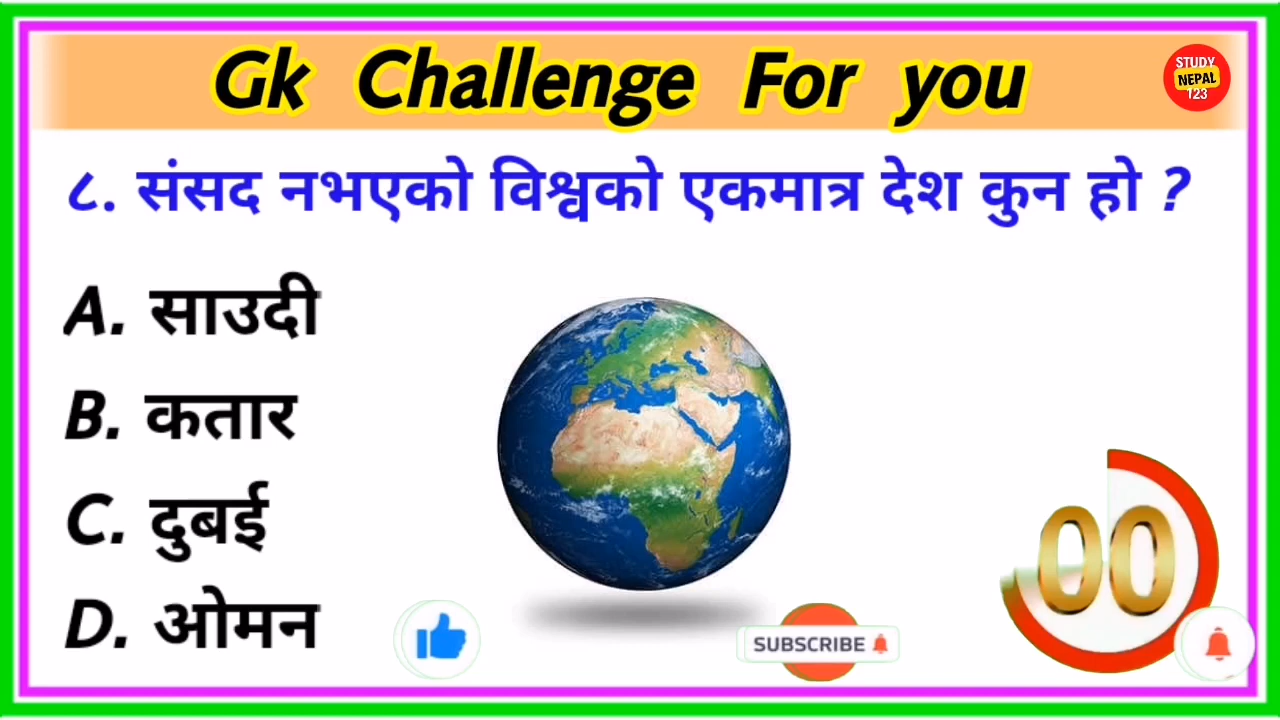 Gk Challenge For you
STUDY
NEPAL
123
८. संसद नभएको विश्वको एकमात्र देश कुन हो ?
A. साउदी
B. कतार
C. दुबई
D. ओमन
00
SUBSCRIBE